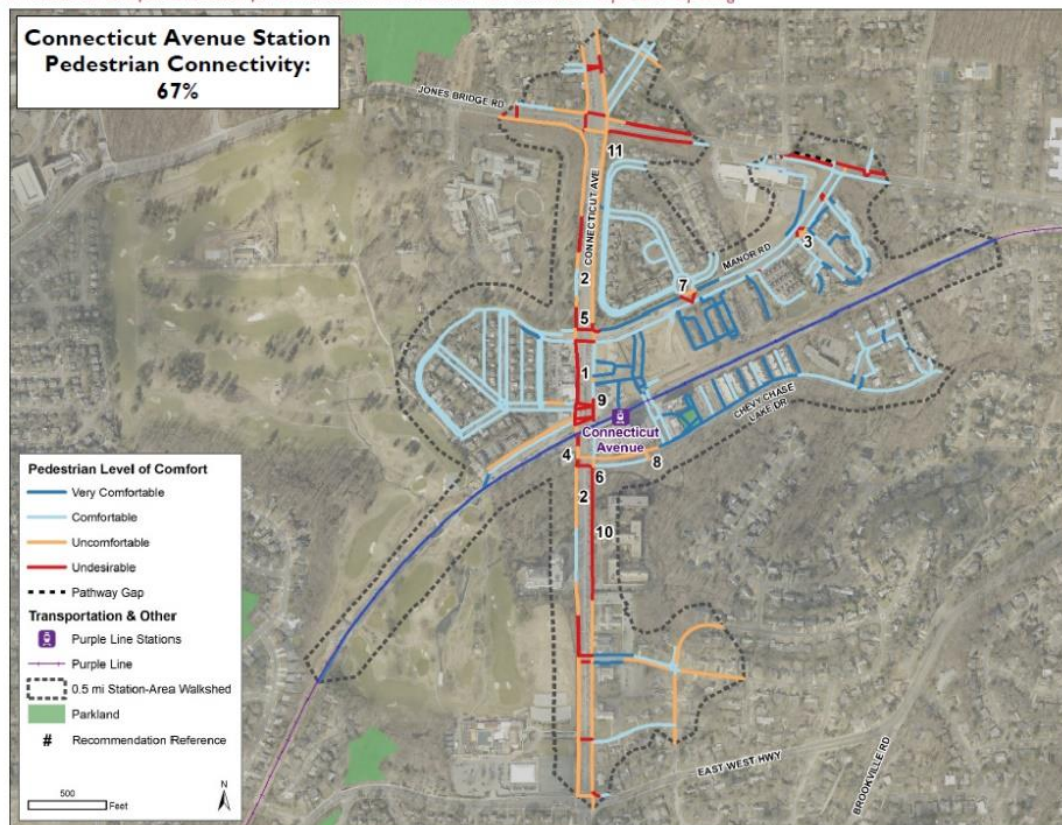 Connecticut Avenue Station
Pedestrian Connectivity:
67%
JONES BRIDGE RD
11
CONNECTICUT AVE
MANOR RD
3
2
7
5
1
9
Connecticut
Avenue
CHEVY CHASE
LAKE DR
4
8
6
2
10
EAST WEST HWY
BROOKVILLE RD
Pedestrian Level of Comfort
Very Comfortable
Comfortable
Uncomfortable
Undesirable
Pathway Gap
Transportation & Other
Purple Line Stations
Purple Line
0.5 mi Station-Area Walkshed
Parkland
# Recommendation Reference
500
Feet
N